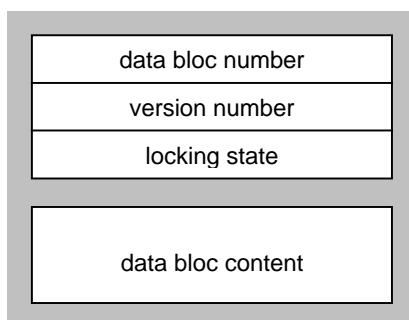 data bloc number
version number
locking state
data bloc content